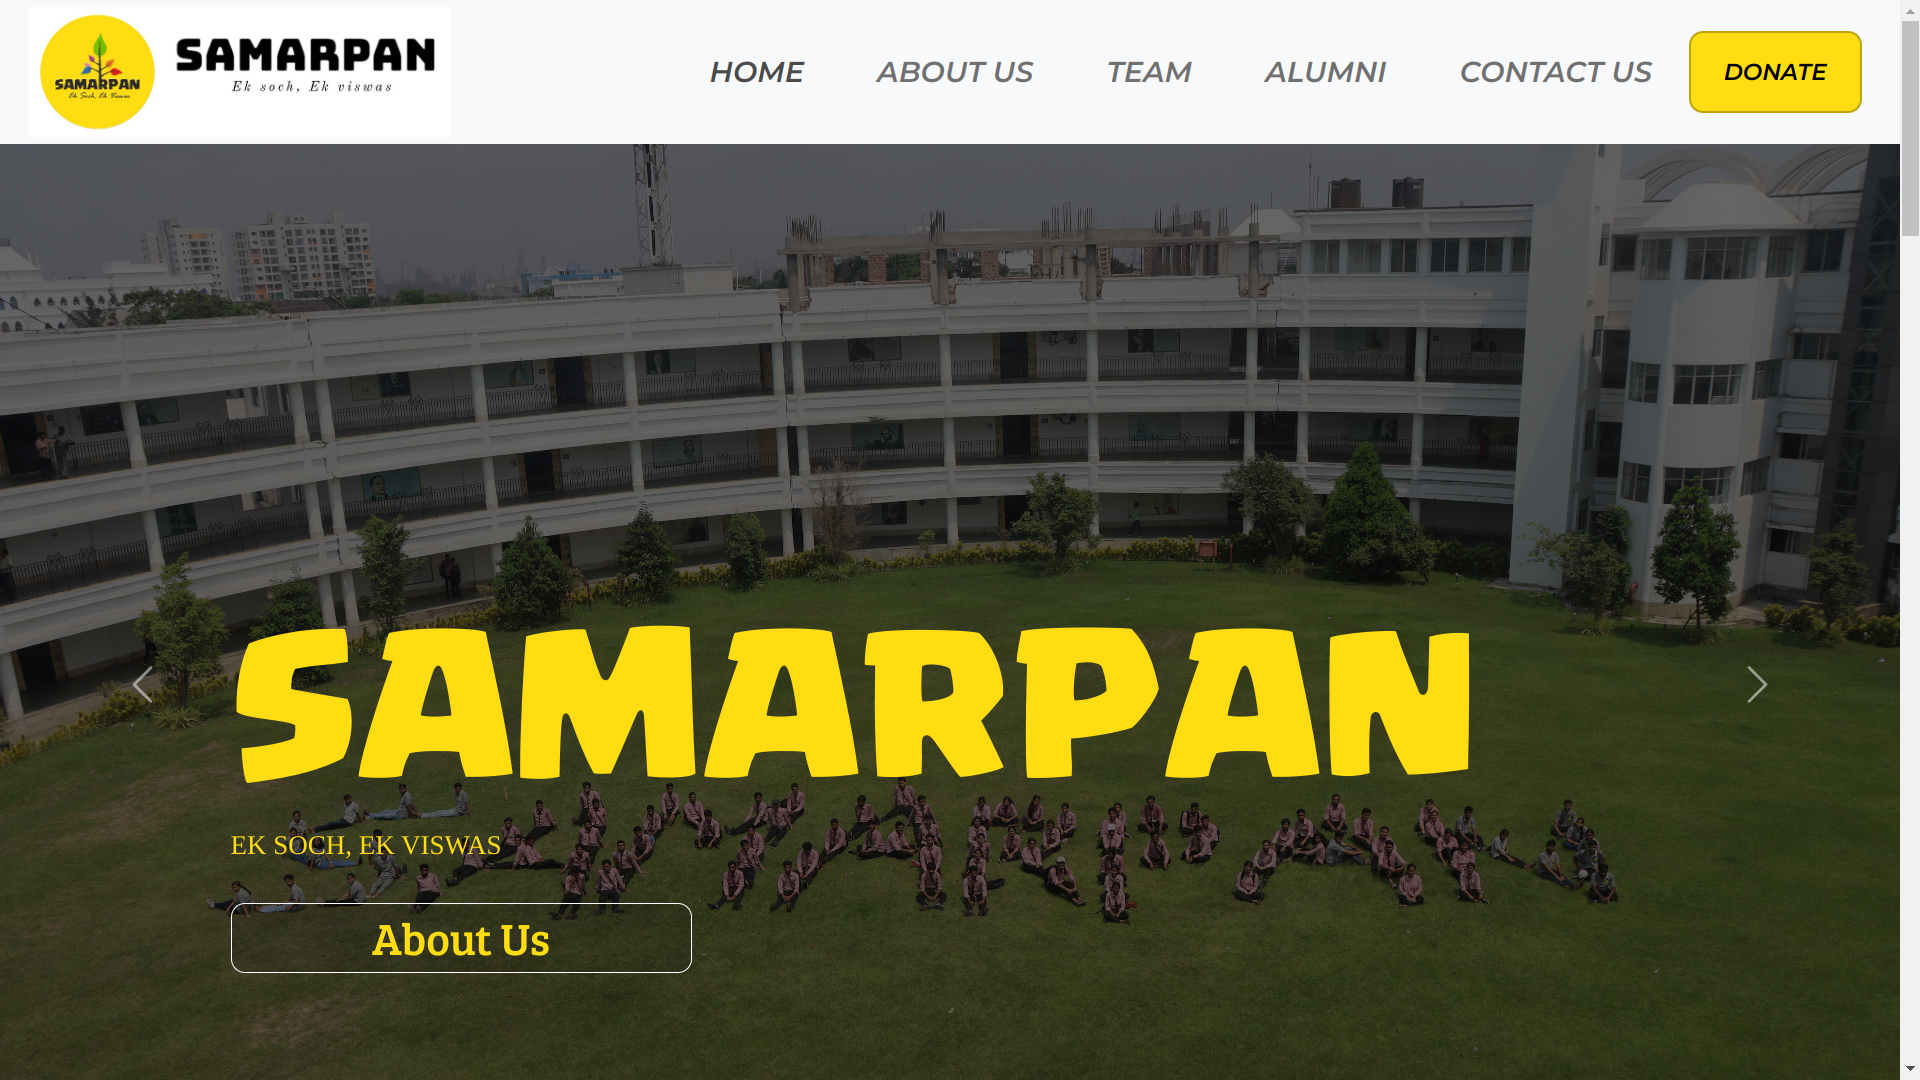 SAMARPAN
Ek Soch, Ek Viswas
SAMARPAN
Ek soch, Ek viswas
HOME
ABOUT US
TEAM
ALUMNI
CONTACT US
DONATE
SAMARPAN
EK SOCH, EK VISWAS
SAMARPAN
About Us